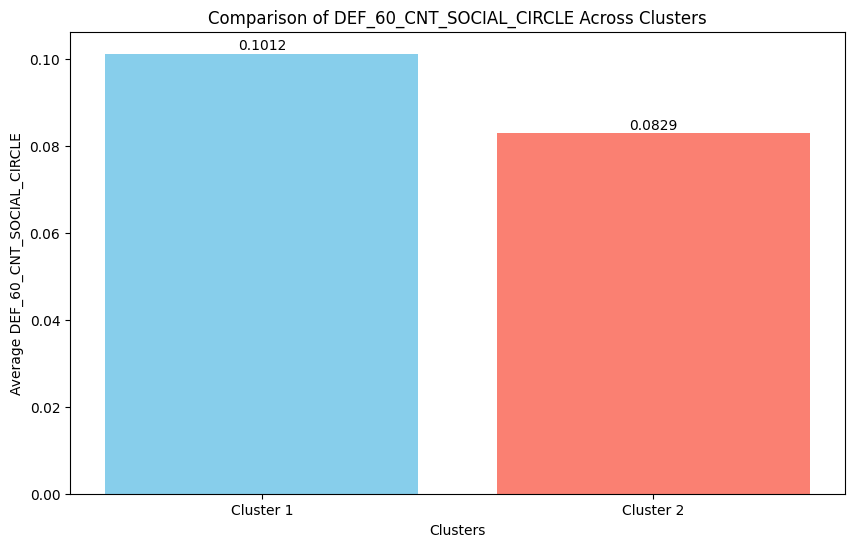 Comparison of DEF_60_CNT_SOCIAL_CIRCLE Across Clusters
Average DEF_60_CNT_SOCIAL_CIRCLE
0.10
0.08
0.06
0.04
0.02
0.00
0.1012
0.0829
Cluster 1
Cluster 2
Clusters